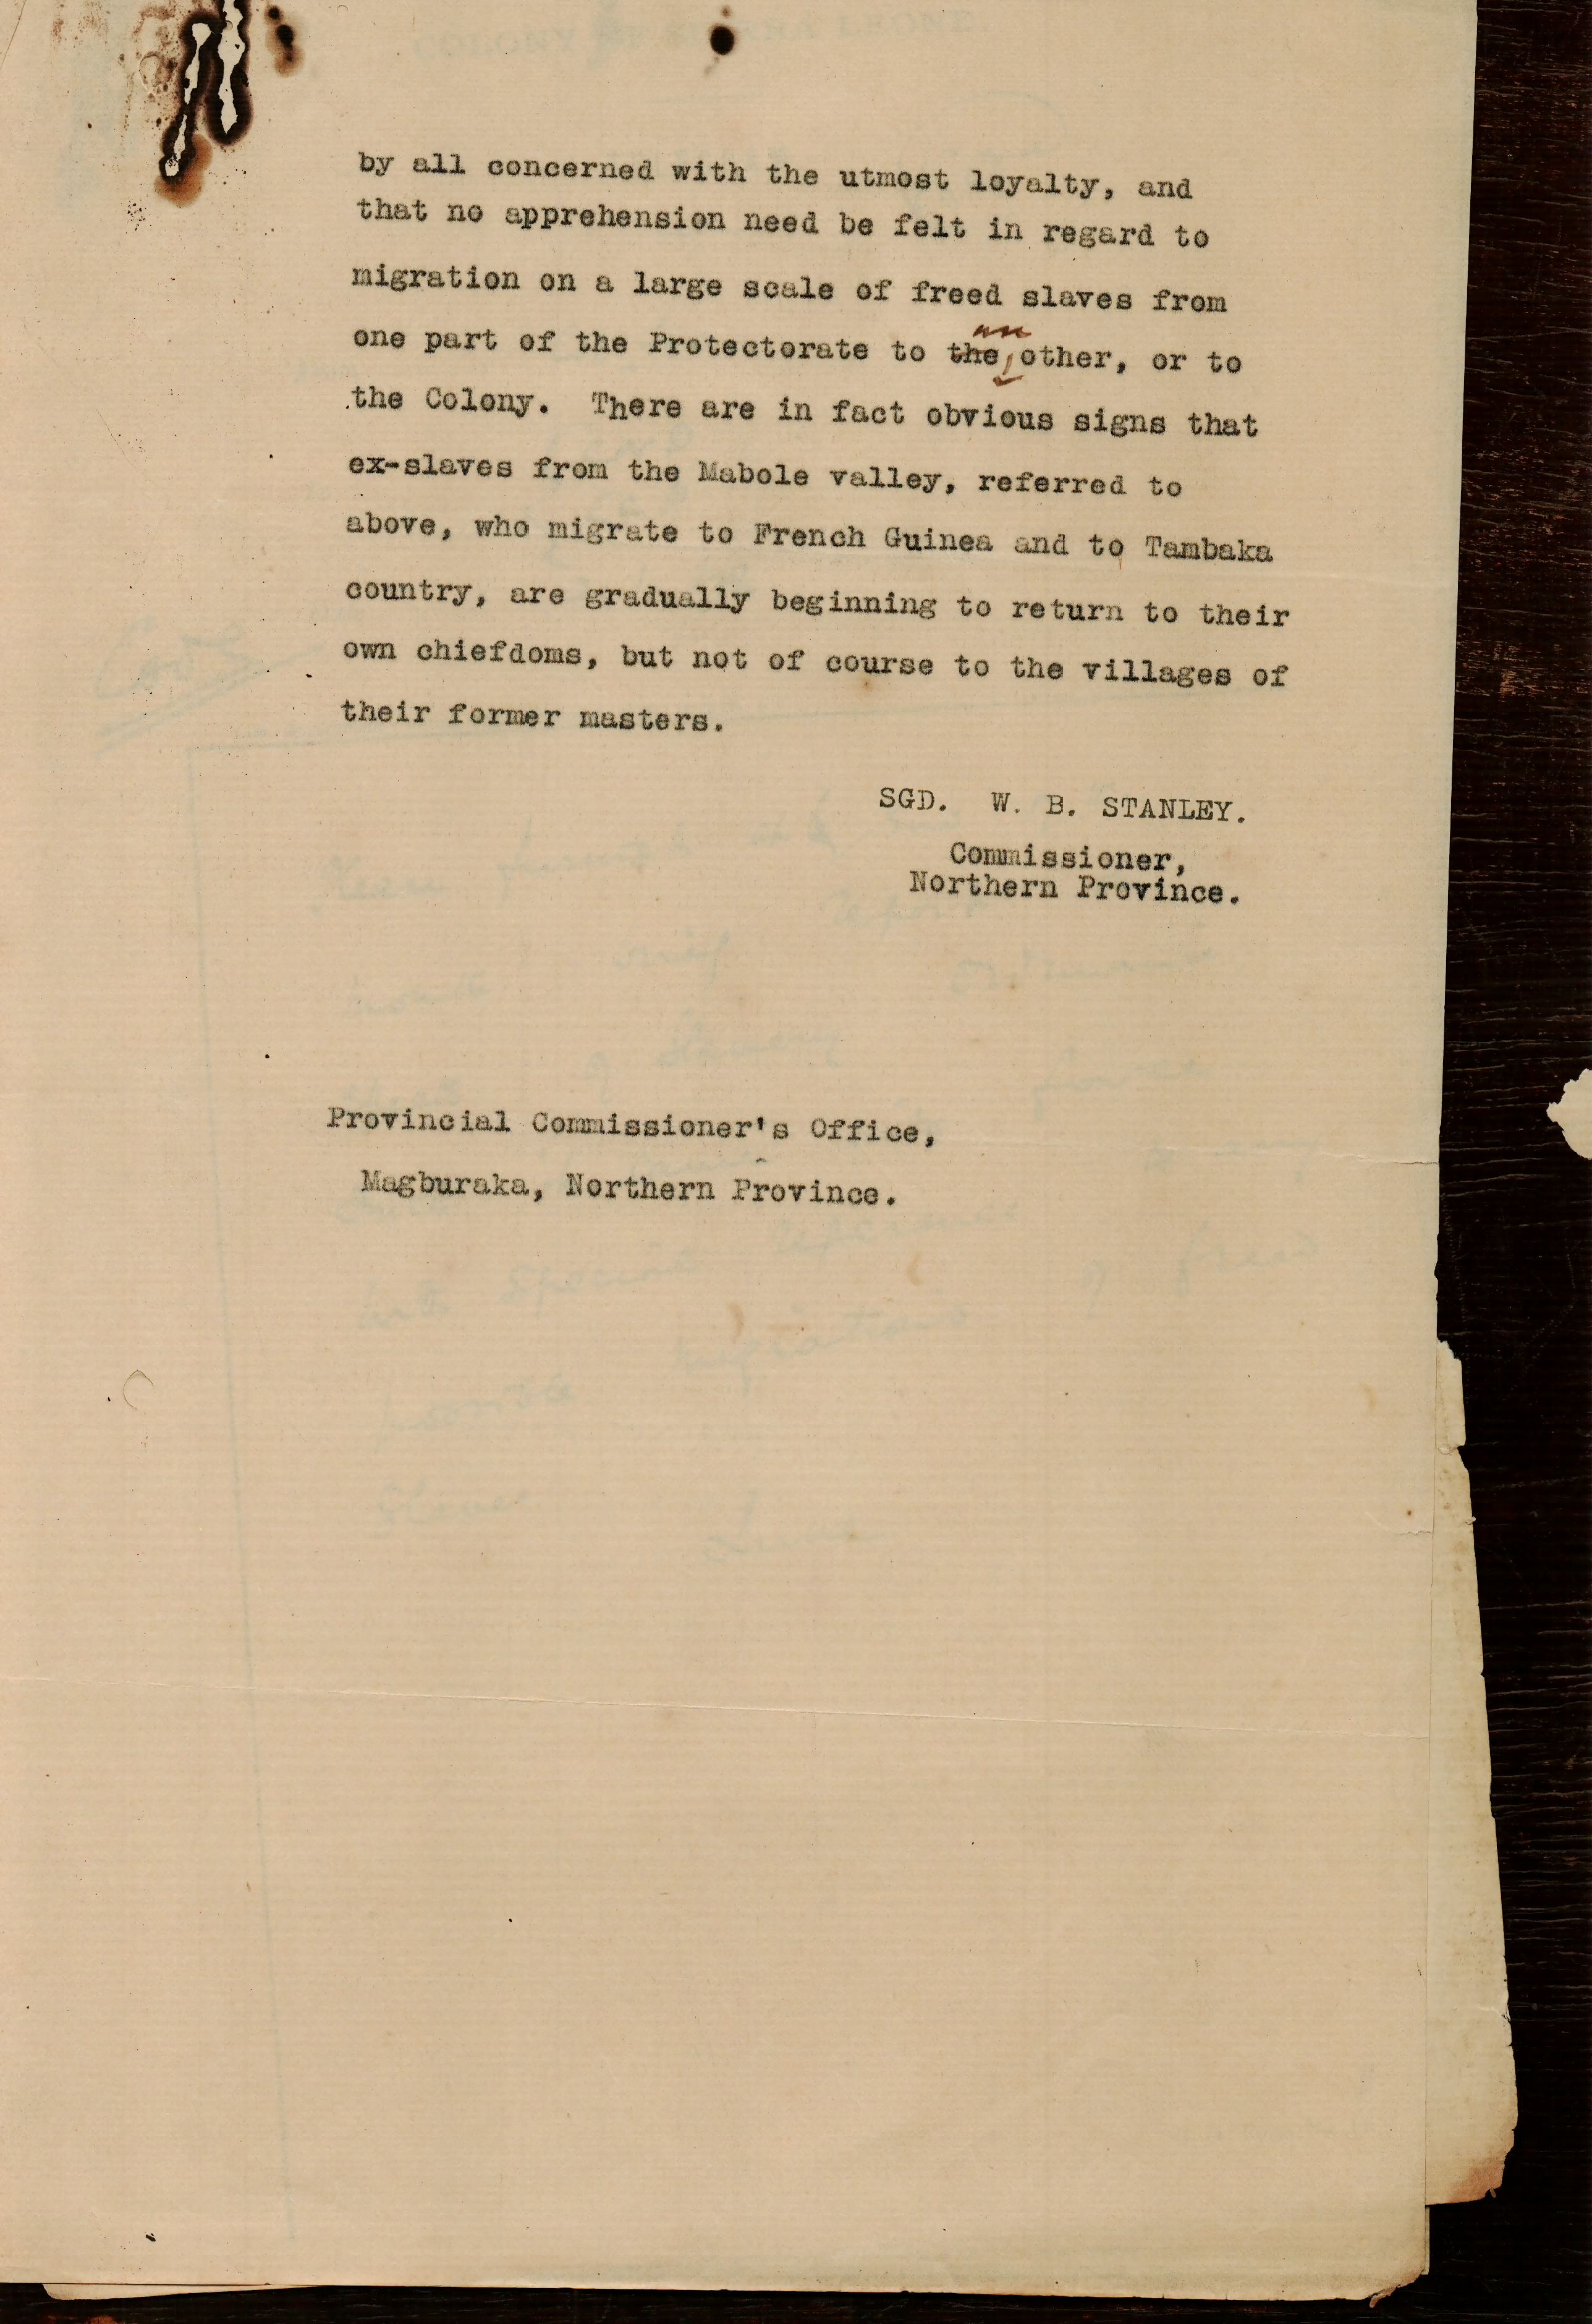 by all concerned with the utmost loyalty, and
that no apprehension need be felt in regard to
migration on a large scale of freed slaves from
an
one part of the Protectorate to the other, or to
the Colony. There are in fact obvious signs that
ex-slaves from the Mabole valley, referred to
above, who migrate to French Guinea and to Tambaka
country, are gradually beginning to return to their
own chiefdoms, but not of course to the villages of
their former masters.
SGD. W. B. STANLEY.
Commissioner,
Northern Province.
Provincial Commissioner's Office,
Magburaka, Northern Province.